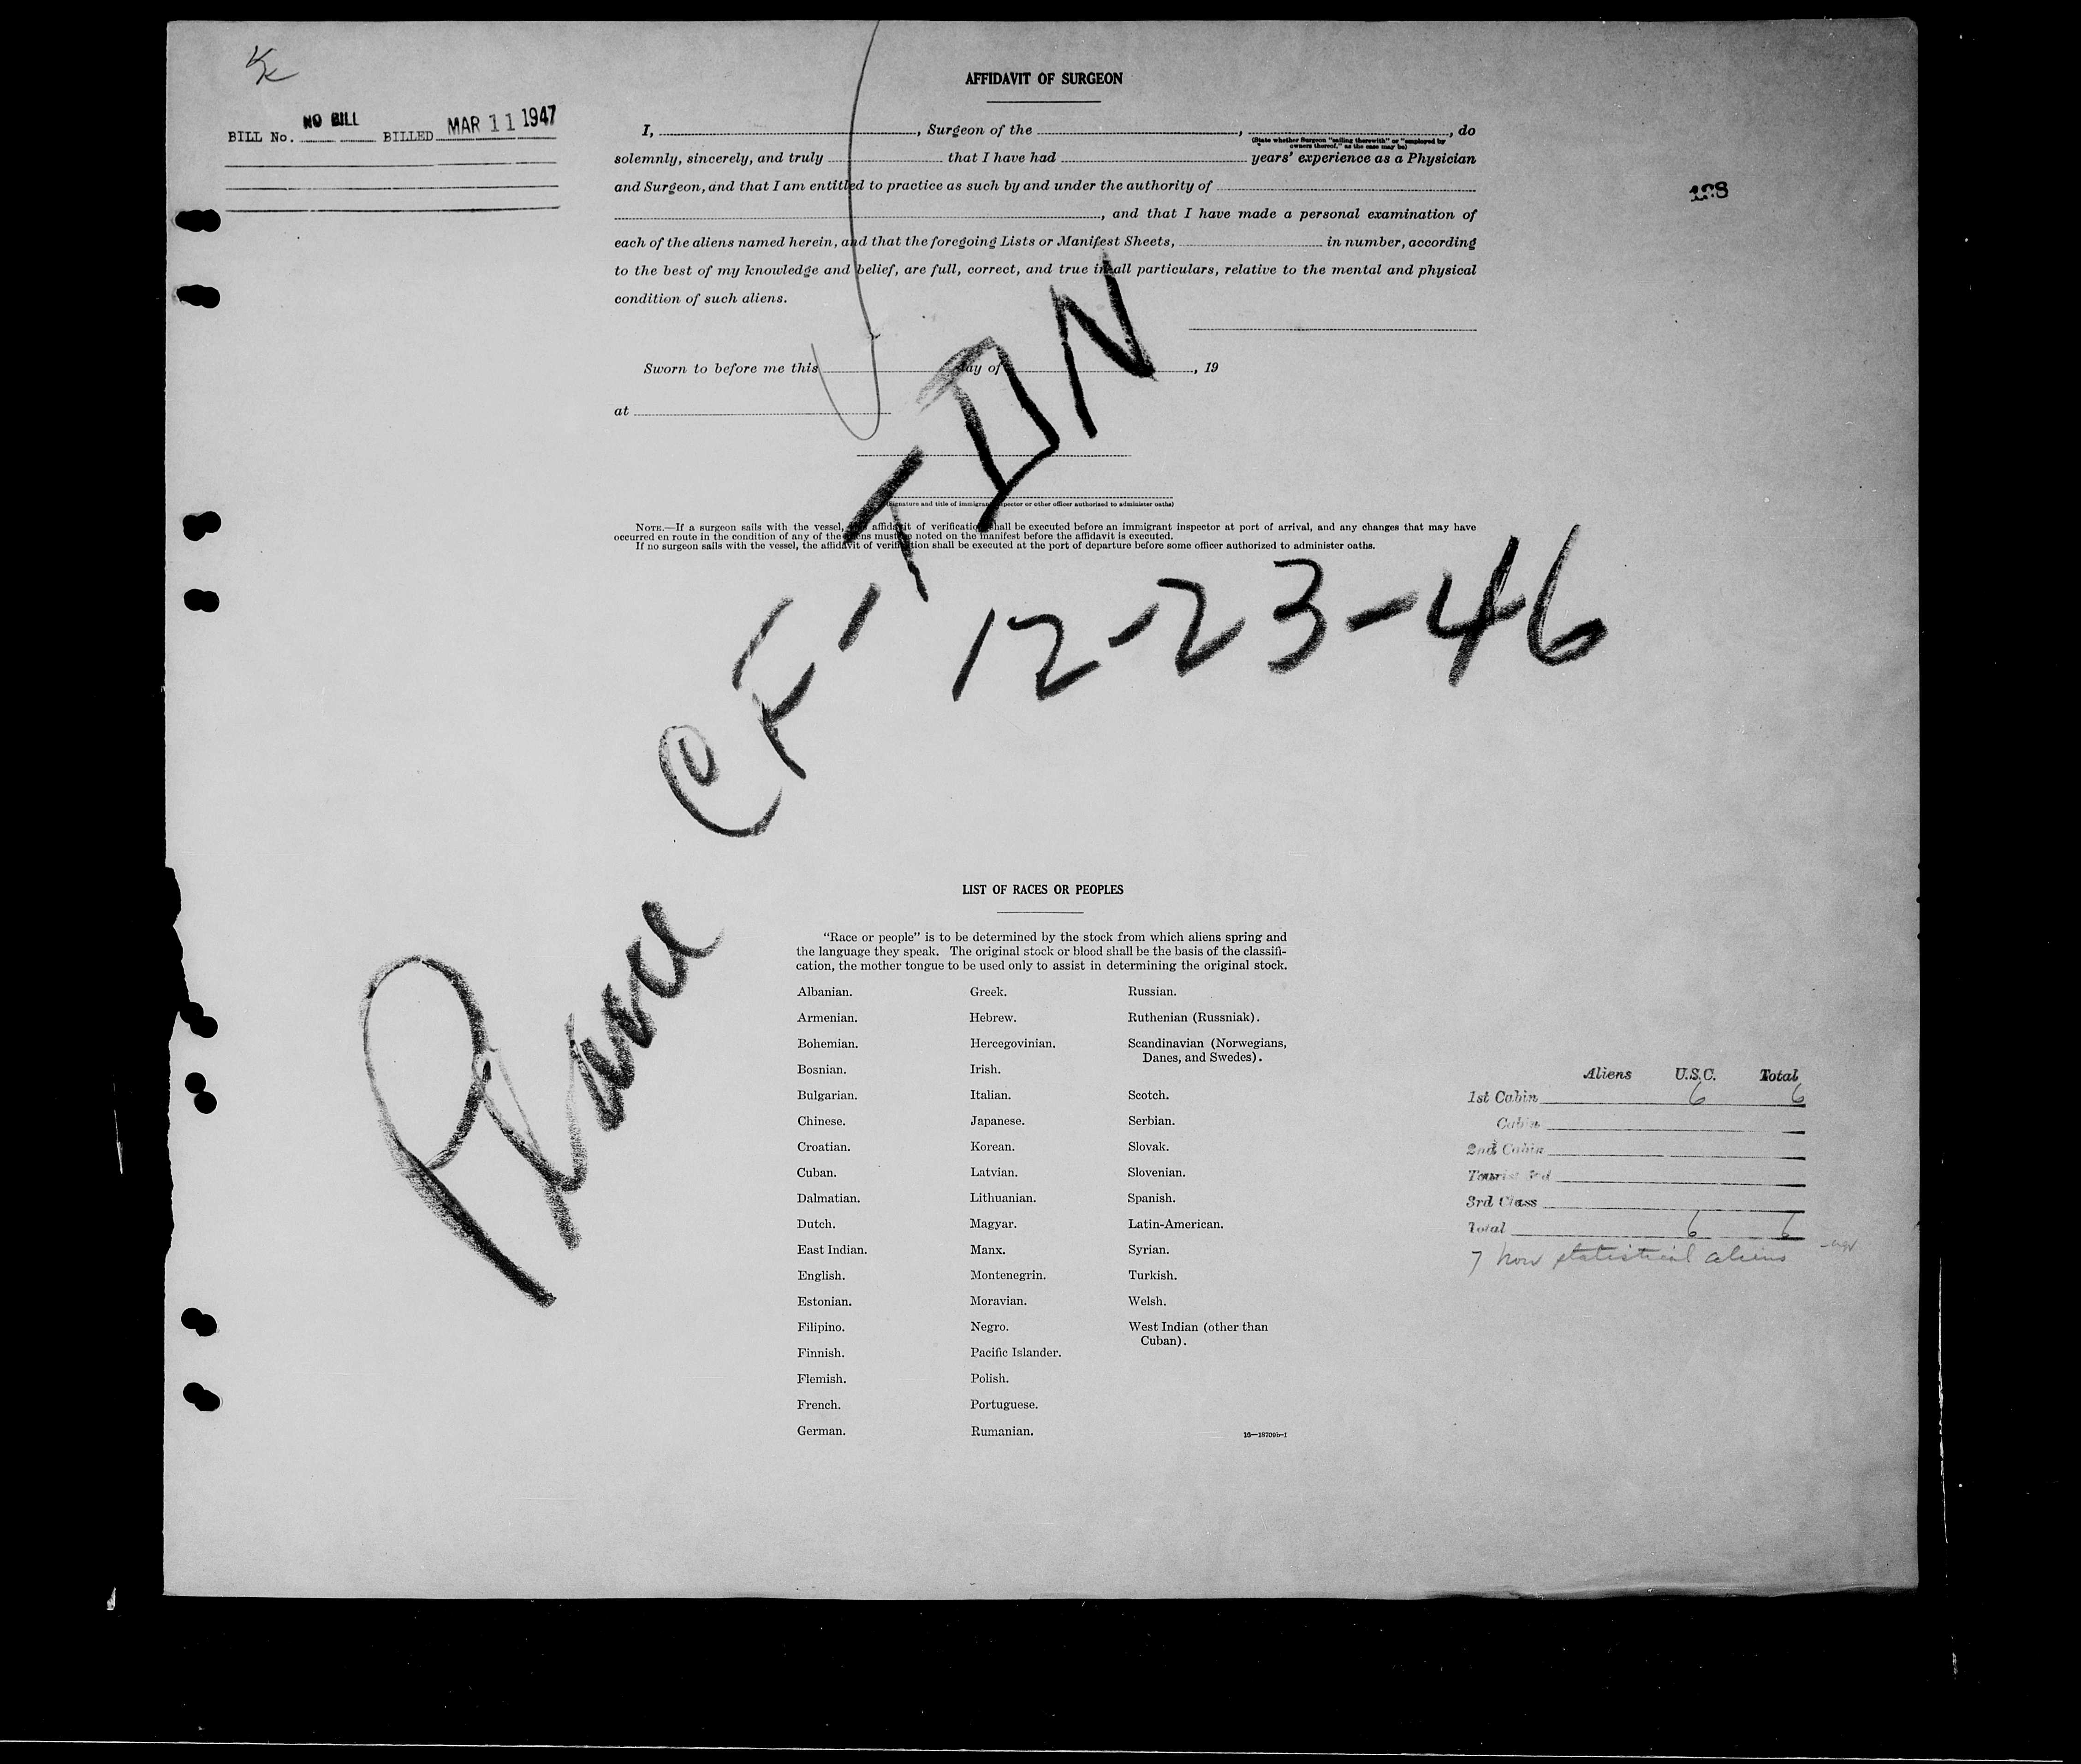 BILL No. NO BILL BILLED MAR 11 1947
AFFIDAVIT OF SURGEON
I, , Surgeon of the , , do
(State whether Surgeon "sailing therewith" or "employed by
owners thereof," as the case may be)
solemnly, sincerely, and truly that I have had years' experience as a Physician
and Surgeon, and that I am entitled to practice as such by and under the authority of
, and that I have made a personal examination of
each of the aliens named herein, and that the foregoing Lists or Manifest Sheets, in number, according
to the best of my knowledge and belief, are full, correct, and true in all particulars, relative to the mental and physical
condition of such aliens.
Sworn to before me this day of , 19
at
(Signature and title of immigrant inspector or other officer authorized to administer oaths)
NOTE.—If a surgeon sails with the vessel, this affidavit of verification shall be executed before an immigrant inspector at port of arrival, and any changes that may have
occurred en route in the condition of any of the aliens must be noted on the manifest before the affidavit is executed.
If no surgeon sails with the vessel, the affidavit of verification shall be executed at the port of departure before some officer authorized to administer oaths.
Plane CF-TDN
12-23-46
LIST OF RACES OR PEOPLES
"Race or people" is to be determined by the stock from which aliens spring and
the language they speak. The original stock or blood shall be the basis of the classifi-
cation, the mother tongue to be used only to assist in determining the original stock.
Albanian. Greek. Russian.
Armenian. Hebrew. Ruthenian (Russniak).
Bohemian. Hercegovinian. Scandinavian (Norwegians,
Danes, and Swedes).
Bosnian. Irish.
Bulgarian. Italian. Scotch.
Chinese. Japanese. Serbian.
Croatian. Korean. Slovak.
Cuban. Latvian. Slovenian.
Dalmatian. Lithuanian. Spanish.
Dutch. Magyar. Latin-American.
East Indian. Manx. Syrian.
English. Montenegrin. Turkish.
Estonian. Moravian. Welsh.
Filipino. Negro. West Indian (other than
Cuban).
Finnish. Pacific Islander.
Flemish. Polish.
French. Portuguese.
German. Rumanian.
16—18709b-1
Aliens U.S.C. Total
1st Cabin 6 6
Cabin
2nd Cabin
Tourist
3rd Class
Total 6 6
7 non statistical aliens